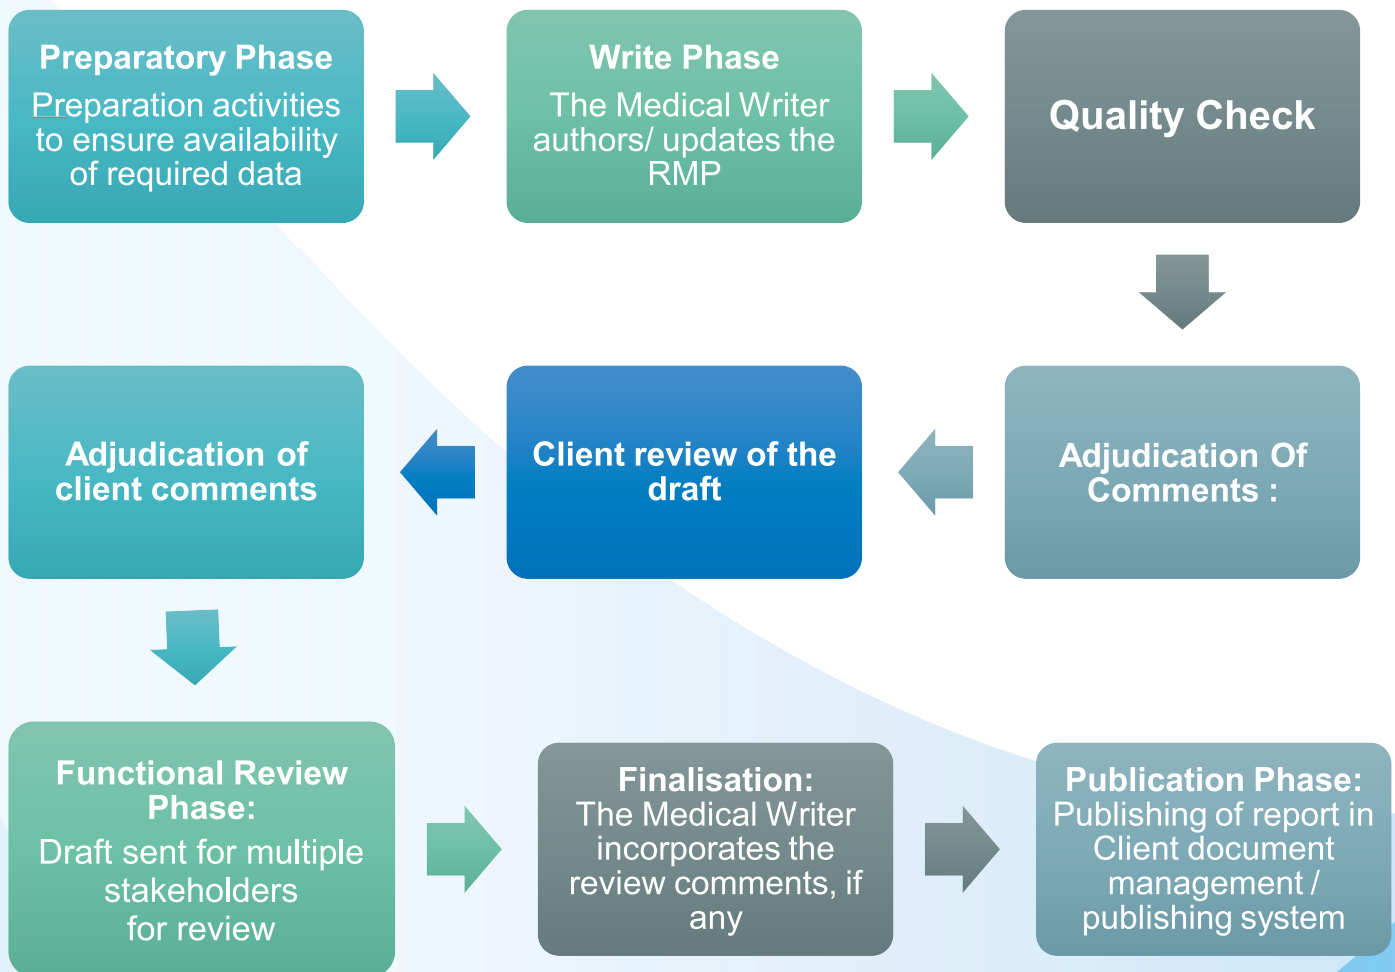 Preparatory Phase
Preparation activities
to ensure availability
of required data
Write Phase
The Medical Writer
authors/ updates the
RMP
Quality Check
Adjudication Of
Comments :
Client review of the
draft
Adjudication of
client comments
Functional Review
Phase:
Draft sent for multiple
stakeholders
for review
Finalisation:
The Medical Writer
incorporates the
review comments, if
any
Publication Phase:
Publishing of report in
Client document
management /
publishing system